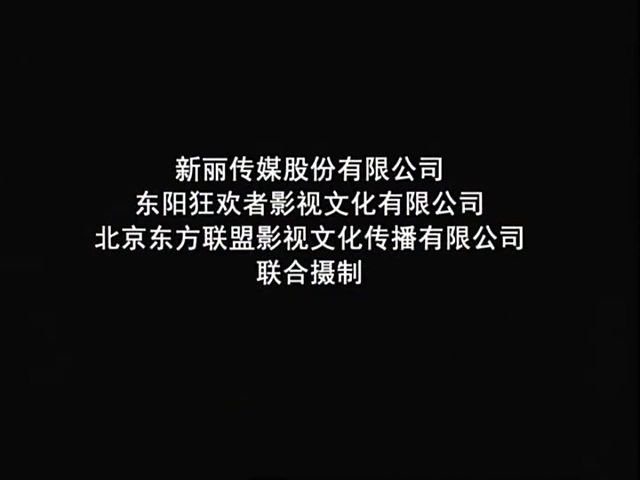 新丽传媒股份有限公司
东阳狂欢者影视文化有限公司
北京东方联盟影视文化传播有限公司
联合摄制